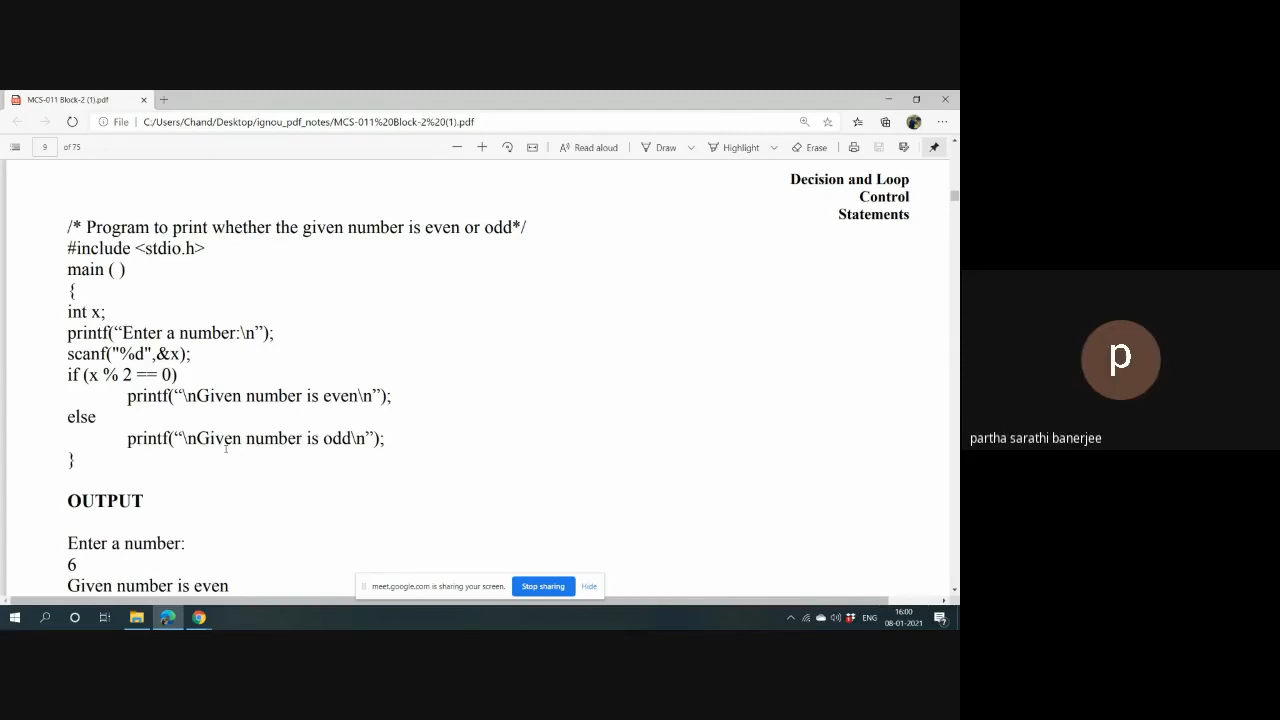 MCS-011 Block-2 (1).pdf
File
C:/Users/Chand/Desktop/ignou_pdf_notes/MCS-011%20Block-2%20(1).pdf
9 of 75
Read aloud
Draw
Highlight
Erase
Decision and Loop
Control
Statements
/* Program to print whether the given number is even or odd*/
#include <stdio.h>
main ( )
{
int x;
printf(“Enter a number:\n”);
scanf("%d",&x);
if (x % 2 == 0)
printf(“\nGiven number is even\n”);
else
printf(“\nGiven number is odd\n”);
}
OUTPUT
Enter a number:
6
Given number is even
meet.google.com is sharing your screen.
Stop sharing
Hide
ENG
16:00
08-01-2021
p
partha sarathi banerjee